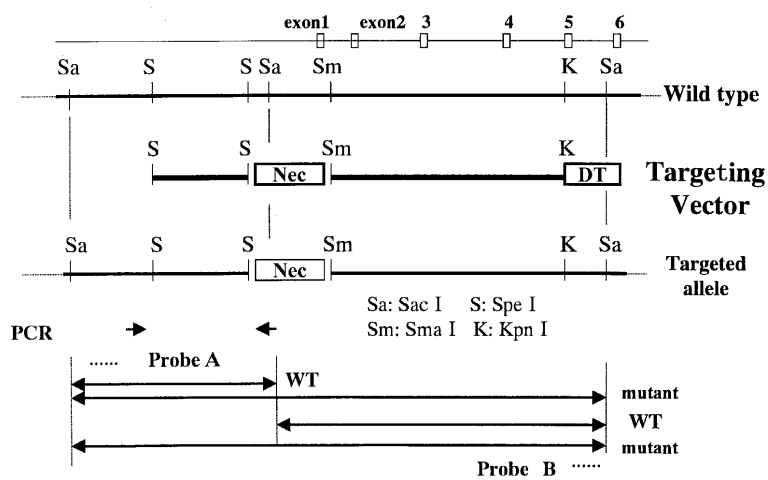 exon1 exon2 3 4 5 6
Sa S S Sa Sm K Sa
Wild type
S S Sm K
Nec DT
Targeting
Vector
Sa S S Sm K Sa
Nec
Targeted
allele
Sa: Sac I S: Spe I
Sm: Sma I K: Kpn I
PCR
Probe A
WT
mutant
WT
mutant
Probe B